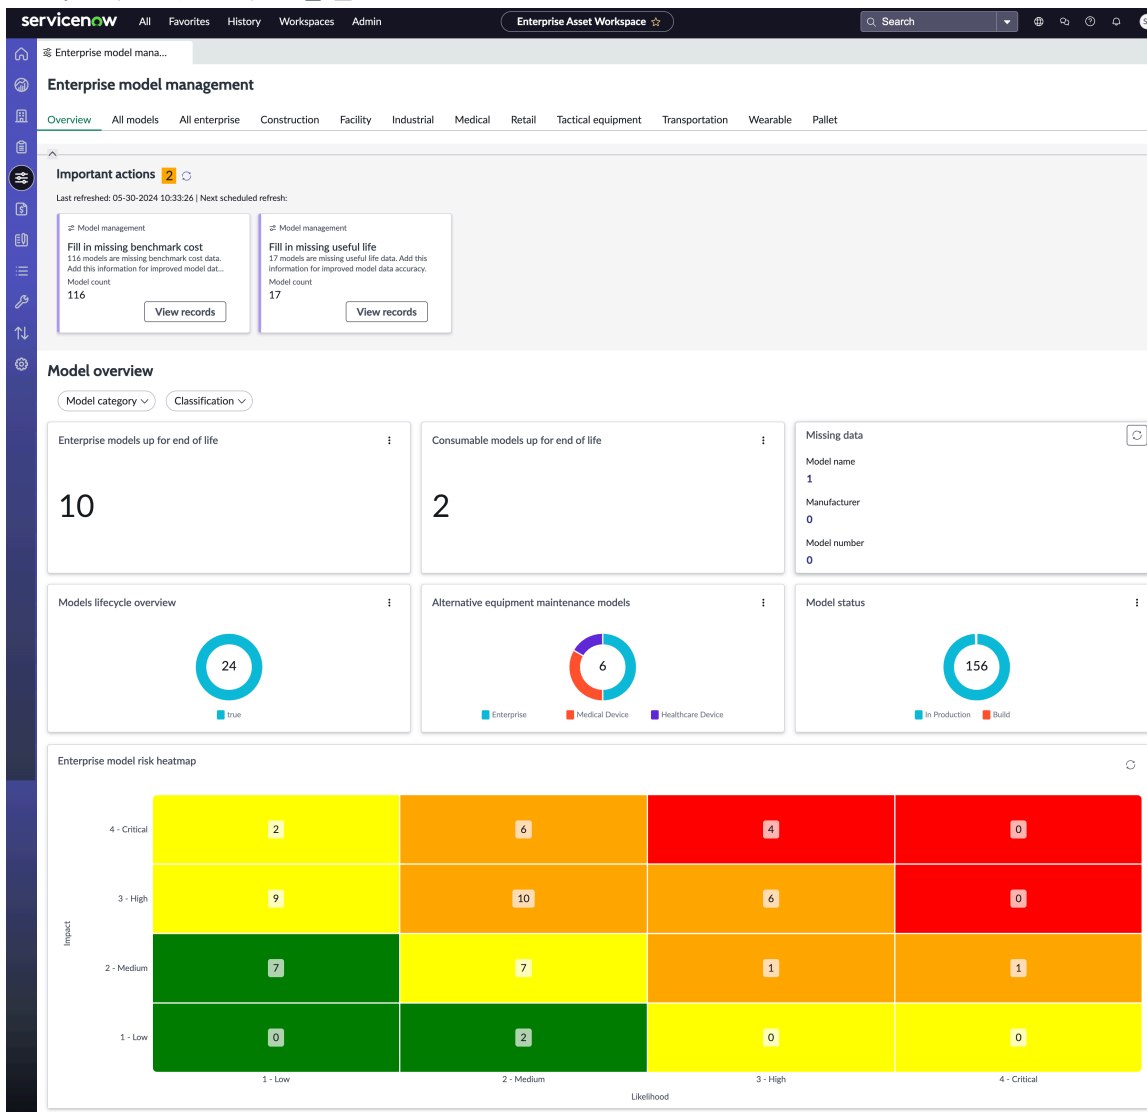 servicenow All Favorites History Workspaces Admin Enterprise Asset Workspace Search
Enterprise model mana...
Enterprise model management
Overview All models All enterprise Construction Facility Industrial Medical Retail Tactical equipment Transportation Wearable Pallet
Important actions 2
Last refreshed: 05-30-2024 10:33:26 | Next scheduled refresh:
Model management
Fill in missing benchmark cost
116 models are missing benchmark cost data.
Add this information for improved model dat...
Model count
116
View records
Model management
Fill in missing useful life
17 models are missing useful life data. Add this
information for improved model data accuracy.
Model count
17
View records
Model overview
Model category Classification
Enterprise models up for end of life
10
Consumable models up for end of life
2
Missing data
Model name
1
Manufacturer
0
Model number
0
Models lifecycle overview
24
true
Alternative equipment maintenance models
6
Enterprise Medical Device Healthcare Device
Model status
156
In Production Build
Enterprise model risk heatmap
Impact
4 - Critical 2 6 4 0
3 - High 9 10 6 0
2 - Medium 7 7 1 1
1 - Low 0 2 0 0
1 - Low 2 - Medium 3 - High 4 - Critical
Likelihood